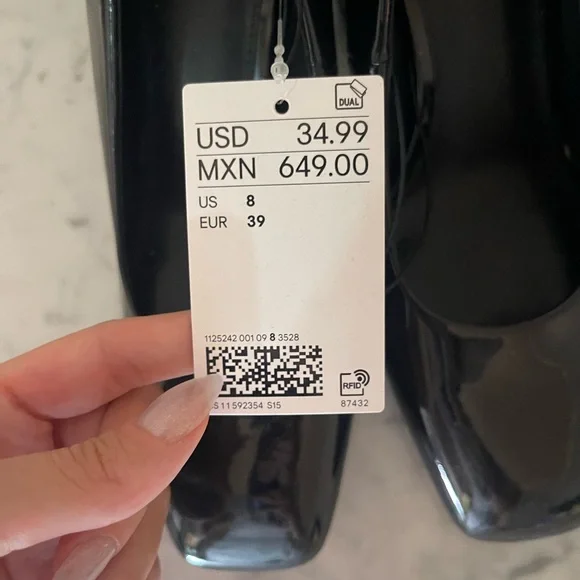 DUAL
USD 34.99
MXN 649.00
US 8
EUR 39
1125242 001 09 8 3528
RFID
11 592354 S15 87432